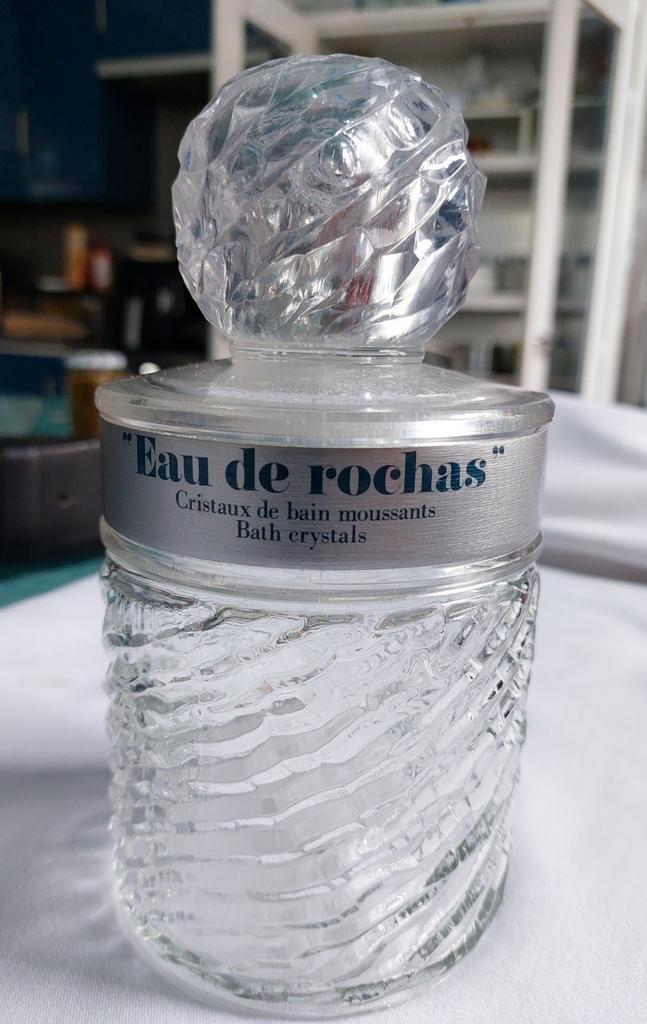 "Eau de rochas"
Cristaux de bain moussants
Bath crystals